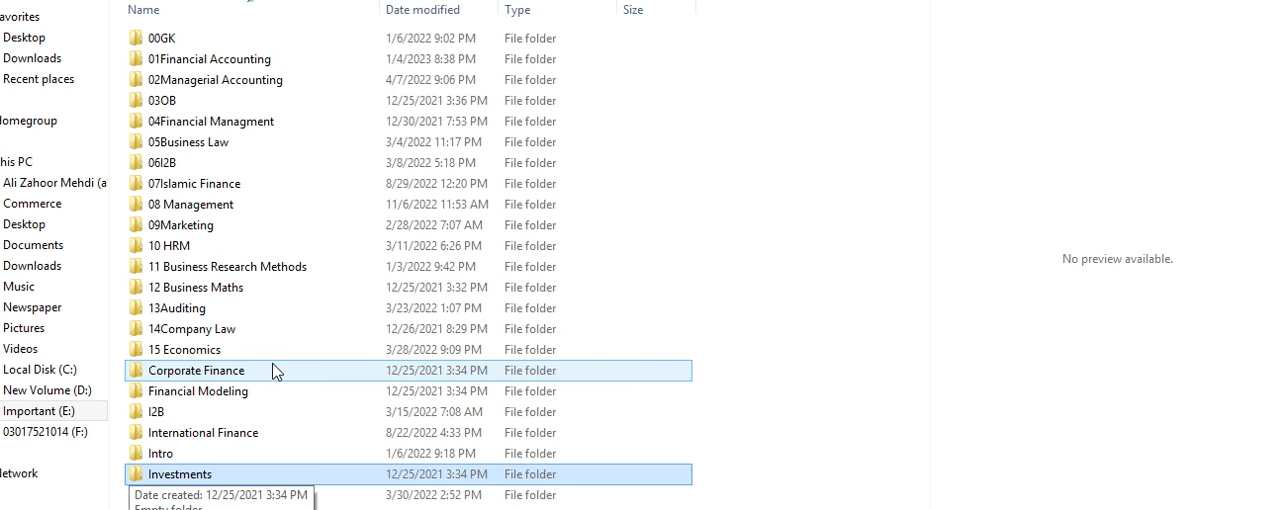 Name Date modified Type Size
avorites
Desktop
Downloads
Recent places
omegroup
his PC
Ali Zahoor Mehdi (a
Commerce
Desktop
Documents
Downloads
Music
Newspaper
Pictures
Videos
Local Disk (C:)
New Volume (D:)
Important (E:)
03017521014 (F:)
etwork
00GK 1/6/2022 9:02 PM File folder
01Financial Accounting 1/4/2023 8:38 PM File folder
02Managerial Accounting 4/7/2022 9:06 PM File folder
03OB 12/25/2021 3:36 PM File folder
04Financial Managment 12/30/2021 7:53 PM File folder
05Business Law 3/4/2022 11:17 PM File folder
06I2B 3/8/2022 5:18 PM File folder
07Islamic Finance 8/29/2022 12:20 PM File folder
08 Management 11/6/2022 11:53 AM File folder
09Marketing 2/28/2022 7:07 AM File folder
10 HRM 3/11/2022 6:26 PM File folder
11 Business Research Methods 1/3/2022 9:42 PM File folder
12 Business Maths 12/25/2021 3:32 PM File folder
13Auditing 3/23/2022 1:07 PM File folder
14Company Law 12/26/2021 8:29 PM File folder
15 Economics 3/28/2022 9:09 PM File folder
Corporate Finance 12/25/2021 3:34 PM File folder
Financial Modeling 12/25/2021 3:34 PM File folder
I2B 3/15/2022 7:08 AM File folder
International Finance 8/22/2022 4:33 PM File folder
Intro 1/6/2022 9:18 PM File folder
Investments 12/25/2021 3:34 PM File folder
3/30/2022 2:52 PM File folder
Date created: 12/25/2021 3:34 PM
Empty folder
No preview available.